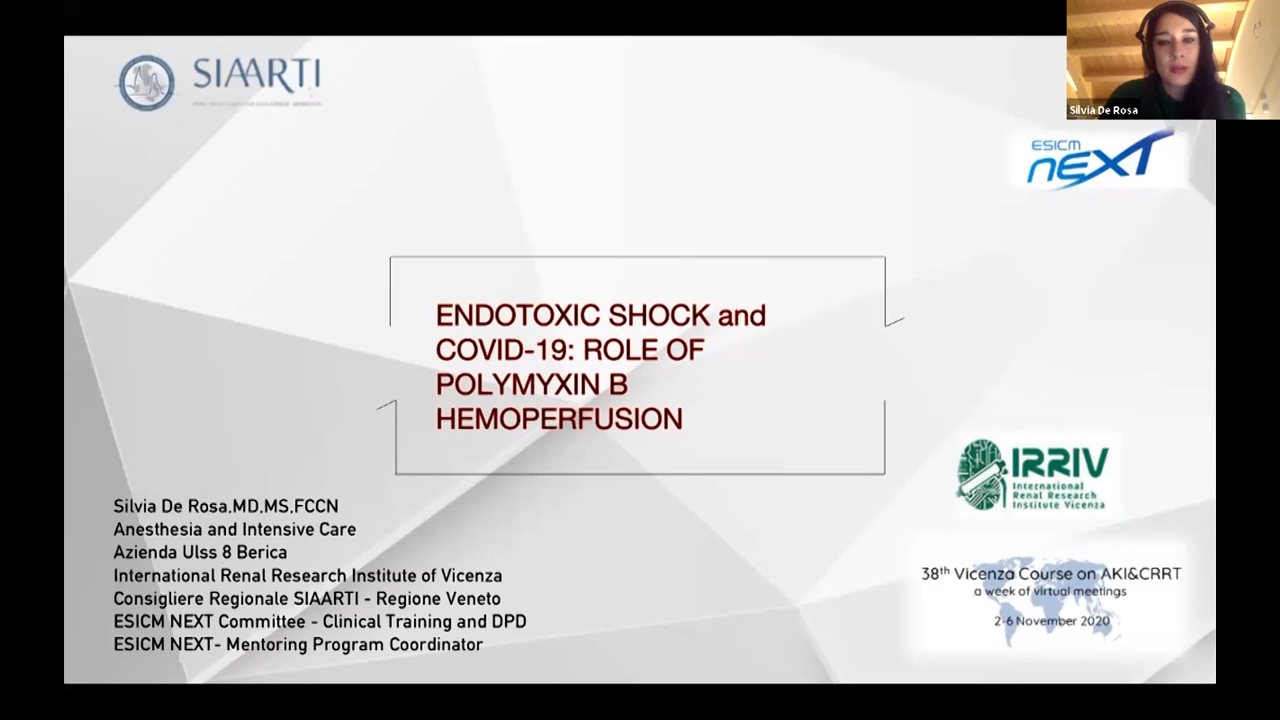 SIAARTI
Silvia De Rosa
ESICM
nEXT
ENDOTOXIC SHOCK and
COVID-19: ROLE OF
POLYMYXIN B
HEMOPERFUSION
IRRIV
International
Renal Research
Institute Vicenza
Silvia De Rosa,MD,MS,FCCN
Anesthesia and Intensive Care
Azienda Ulss 8 Berica
International Renal Research Institute of Vicenza
Consigliere Regionale SIAARTI - Regione Veneto
ESICM NEXT Committee - Clinical Training and DPD
ESICM NEXT- Mentoring Program Coordinator
38th Vicenza Course on AKI&CRRT
a week of virtual meetings
2-6 November 2020